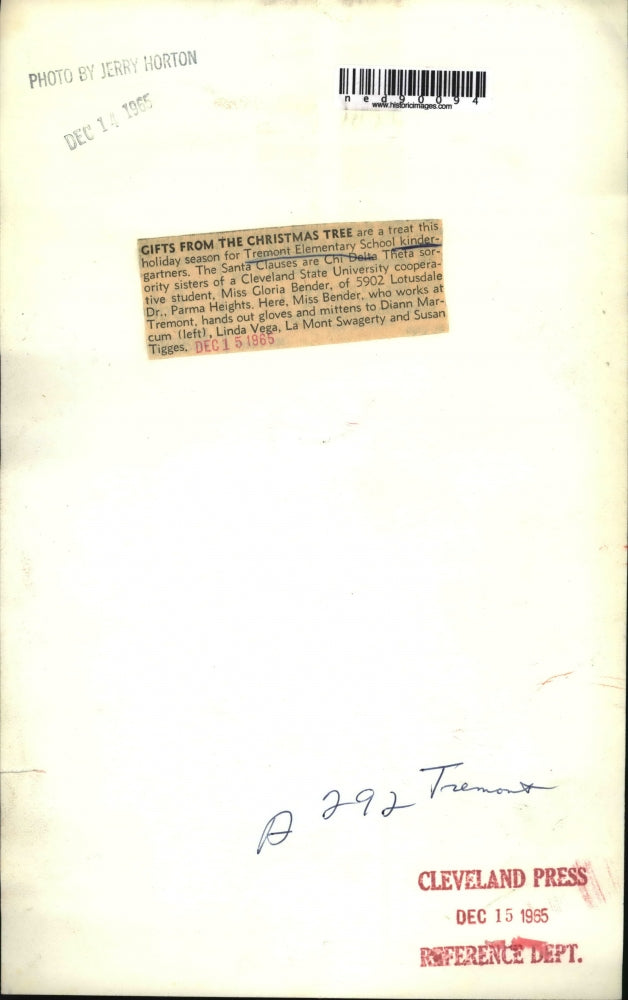 PHOTO BY JERRY HORTON
DEC 14 1965
ned90094
www.historicimages.com
GIFTS FROM THE CHRISTMAS TREE are a treat this
holiday season for Tremont Elementary School kinder-
gartners. The Santa Clauses are Chi Delta Theta sor-
ority sisters of a Cleveland State University coopera-
tive student, Miss Gloria Bender, of 5902 Lotusdale
Dr., Parma Heights. Here, Miss Bender, who works at
Tremont, hands out gloves and mittens to Diann Mar-
cum (left), Linda Vega, La Mont Swagerty and Susan
Tigges. DEC 15 1965
A 292 Tremont
CLEVELAND PRESS
DEC 15 1965
REFERENCE DEPT.